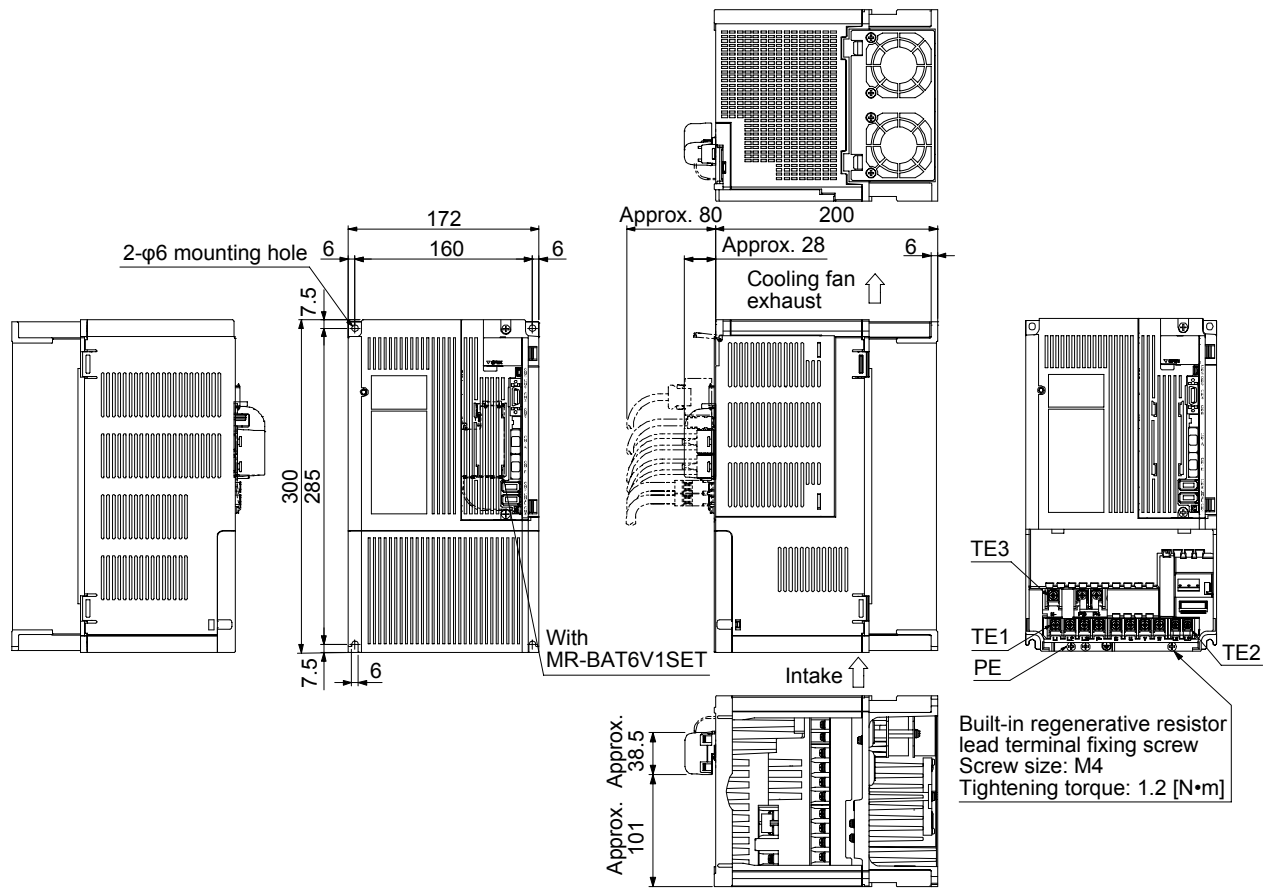 Approx. 80
200
172
6
160
6
2-φ6 mounting hole
Approx. 28
6
Cooling fan
exhaust
7.5
300
285
7.5
6
With
MR-BAT6V1SET
Intake
TE3
TE1
PE
TE2
Approx.
38.5
Approx.
101
Built-in regenerative resistor
lead terminal fixing screw
Screw size: M4
Tightening torque: 1.2 [N•m]